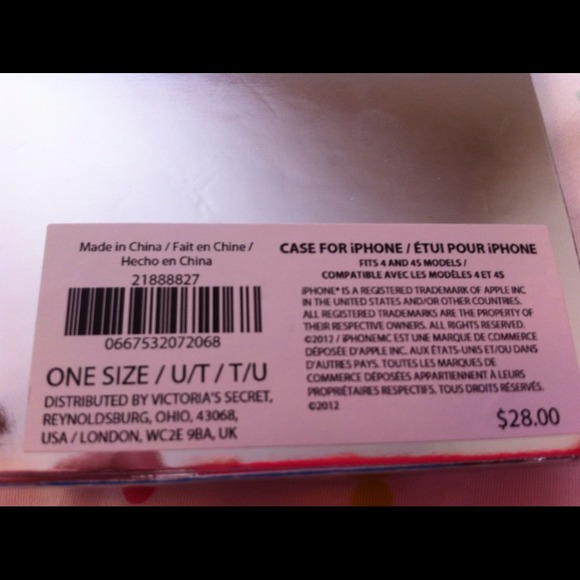 Made in China / Fait en Chine /
Hecho en China
21888827
0667532072068
ONE SIZE / U/T / T/U
DISTRIBUTED BY VICTORIA'S SECRET,
REYNOLDSBURG, OHIO, 43068,
USA / LONDON, WC2E 9BA, UK
CASE FOR iPHONE / ÉTUI POUR iPHONE
FITS 4 AND 4S MODELS /
COMPATIBLE AVEC LES MODÈLES 4 ET 4S
iPHONE® IS A REGISTERED TRADEMARK OF APPLE INC
IN THE UNITED STATES AND/OR OTHER COUNTRIES.
ALL REGISTERED TRADEMARKS ARE THE PROPERTY OF
THEIR RESPECTIVE OWNERS. ALL RIGHTS RESERVED.
©2012 / iPHONEMC EST UNE MARQUE DE COMMERCE
DÉPOSÉE D'APPLE INC. AUX ÉTATS-UNIS ET/OU DANS
D'AUTRES PAYS. TOUTES LES MARQUES DE
COMMERCE DÉPOSÉES APPARTIENNENT À LEURS
PROPRIÉTAIRES RESPECTIFS. TOUS DROITS RÉSERVÉS.
©2012
$28.00